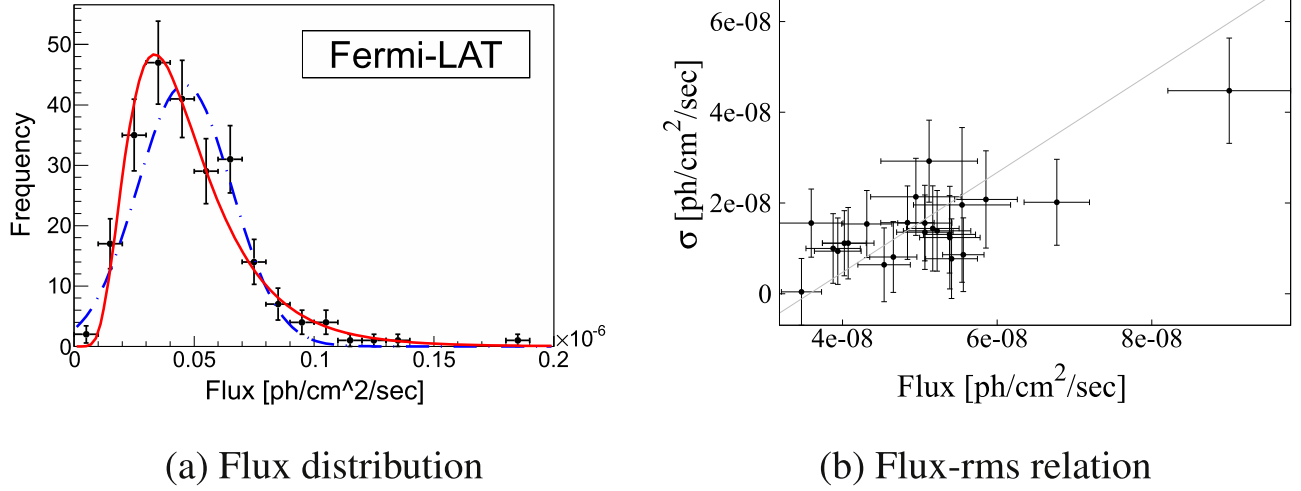 Fermi-LAT
Frequency
50
40
30
20
10
0
0 0.05 0.1 0.15 0.2
×10⁻⁶
Flux [ph/cm^2/sec]
(a) Flux distribution
σ [ph/cm²/sec]
6e-08
4e-08
2e-08
0
4e-08 6e-08 8e-08
Flux [ph/cm²/sec]
(b) Flux-rms relation